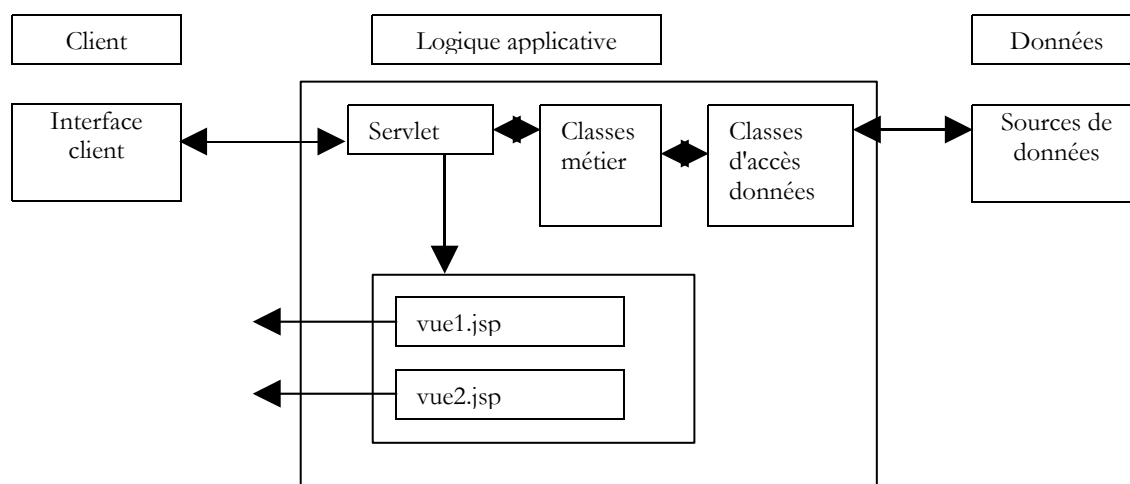 Client
Logique applicative
Données
Interface
client
Servlet
Classes
métier
Classes
d'accès
données
Sources de
données
vue1.jsp
vue2.jsp